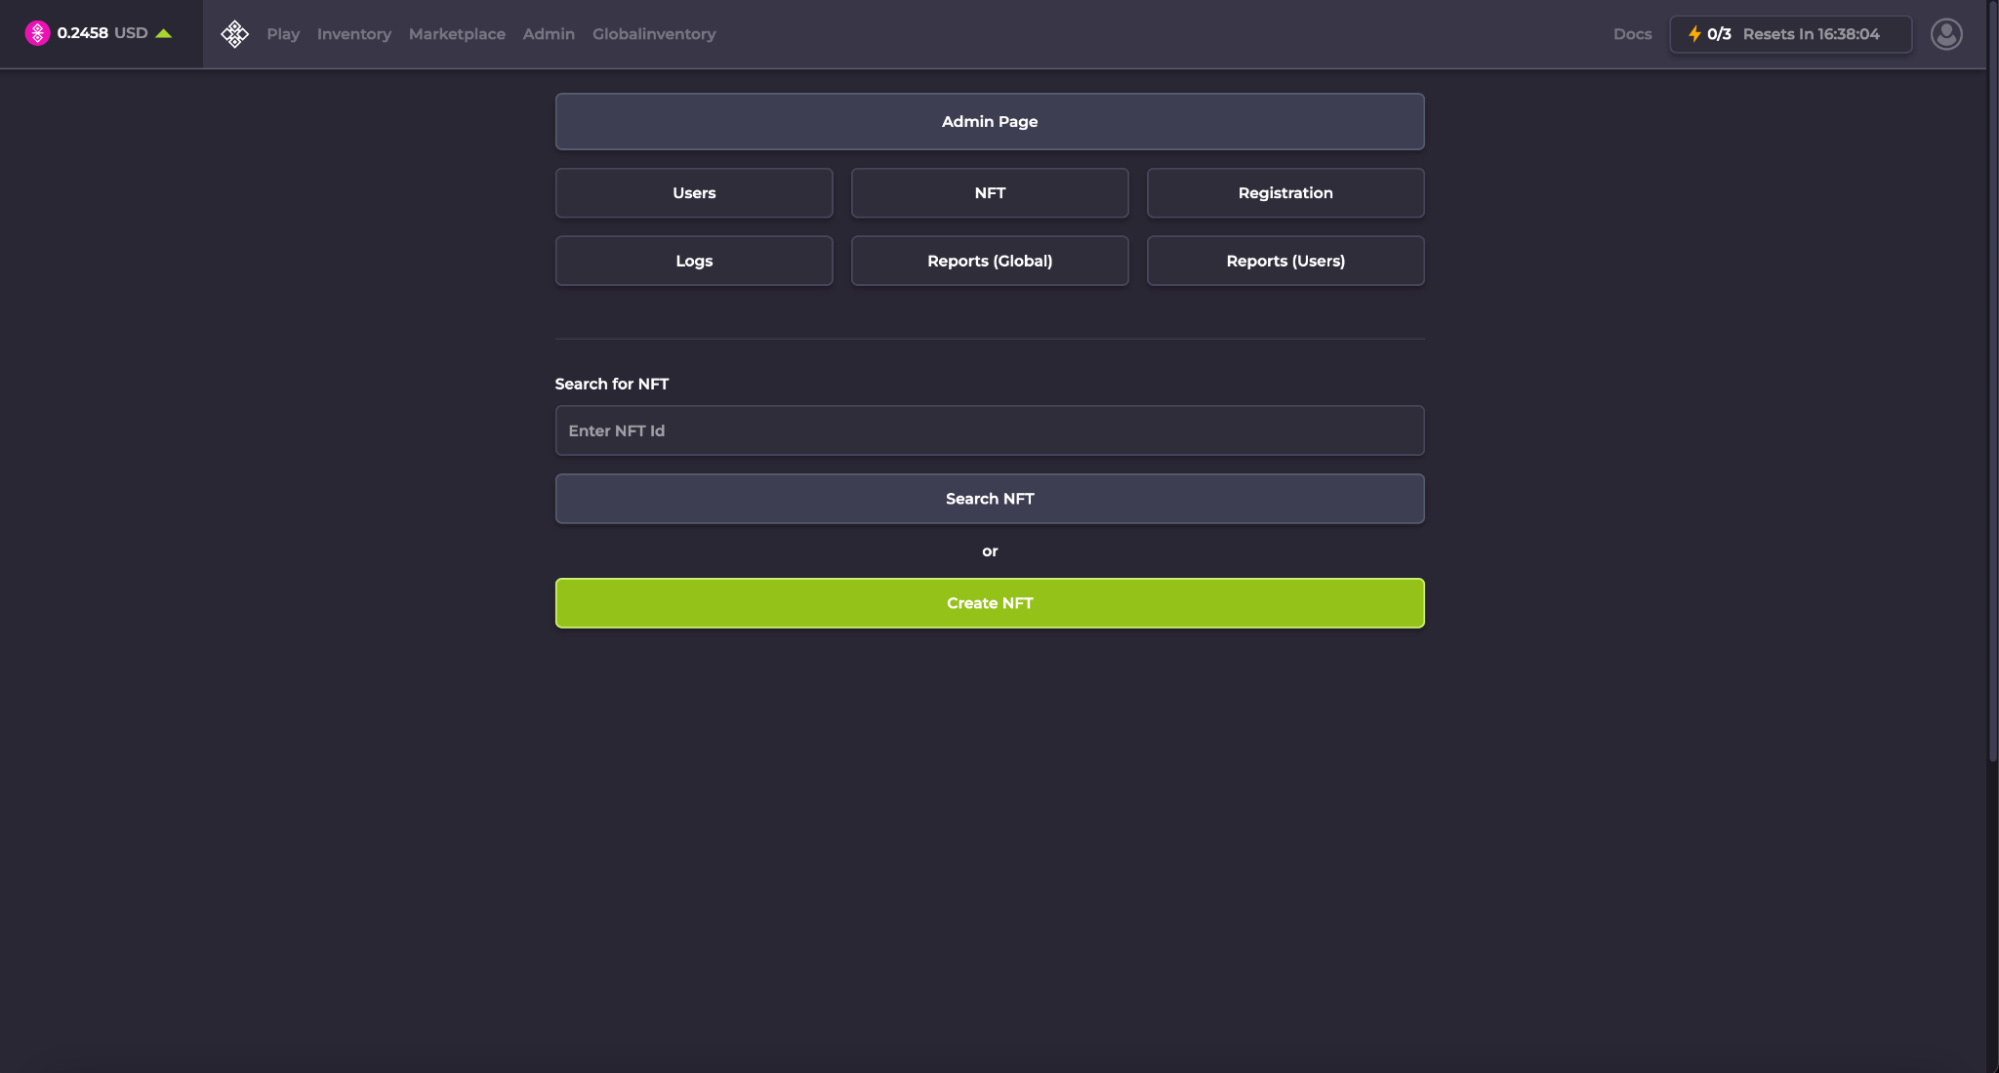 0.2458 USD Play Inventory Marketplace Admin Globalinventory Docs 0/3 Resets In 16:38:04
Admin Page
Users NFT Registration
Logs Reports (Global) Reports (Users)
Search for NFT
Enter NFT Id
Search NFT
or
Create NFT